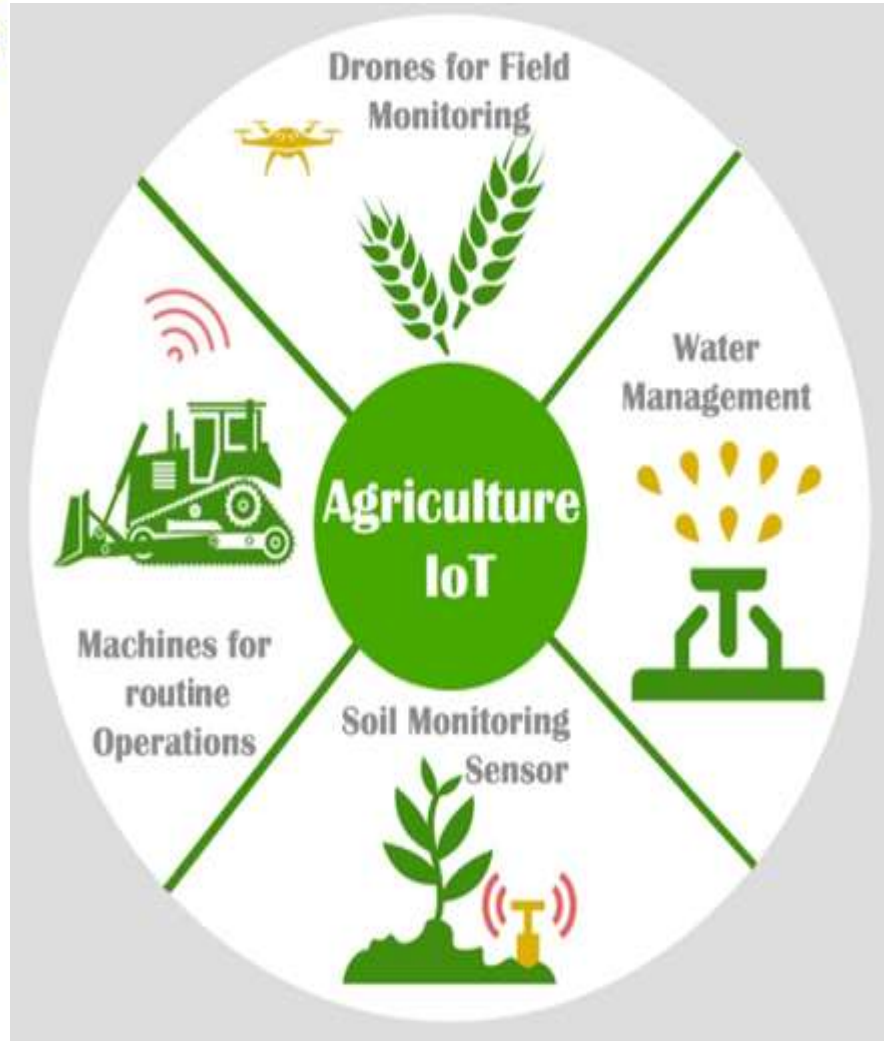 Drones for Field
Monitoring
Water
Management
Agriculture
IoT
Machines for
routine
Operations
Soil Monitoring
Sensor